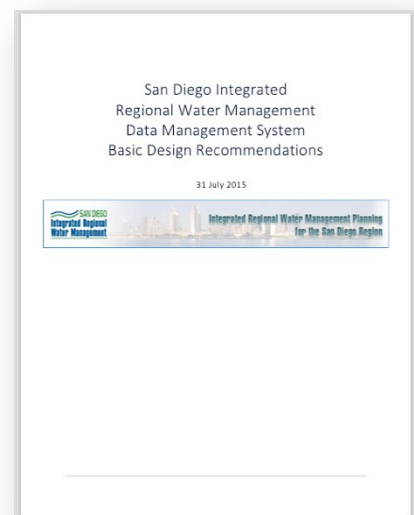 San Diego Integrated
Regional Water Management
Data Management System
Basic Design Recommendations
31 July 2015
SAN DIEGO
Integrated Regional
Water Management
Integrated Regional Water Management Planning
for the San Diego Region